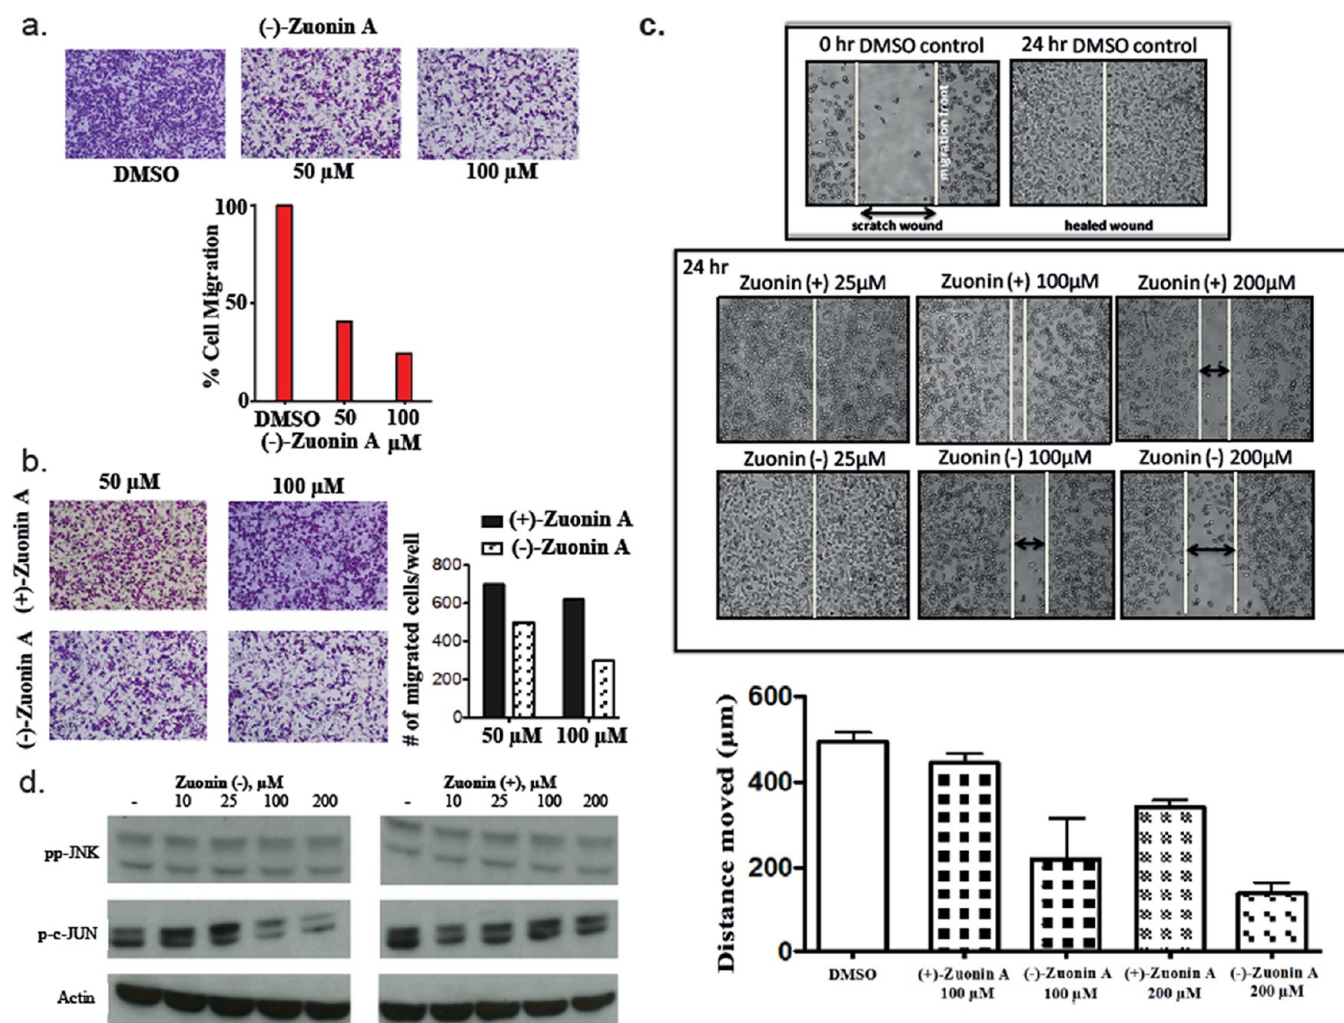 a.
(-)-Zuonin A
DMSO
50 µM
100 µM
100
50
0
% Cell Migration
DMSO 50 100
(-)-Zuonin A µM
b.
50 µM
100 µM
(+)-Zuonin A
(-)-Zuonin A
(+)-Zuonin A
(-)-Zuonin A
# of migrated cells/well
800
600
400
200
0
50 µM 100 µM
c.
0 hr DMSO control
24 hr DMSO control
migration front
scratch wound
healed wound
24 hr
Zuonin (+) 25µM
Zuonin (+) 100µM
Zuonin (+) 200µM
Zuonin (-) 25µM
Zuonin (-) 100µM
Zuonin (-) 200µM
Distance moved (µm)
600
400
200
0
DMSO
(+)-Zuonin A
100 µM
(-)-Zuonin A
100 µM
(+)-Zuonin A
200 µM
(-)-Zuonin A
200 µM
d.
Zuonin (-), µM
- 10 25 100 200
Zuonin (+), µM
- 10 25 100 200
pp-JNK
p-c-JUN
Actin